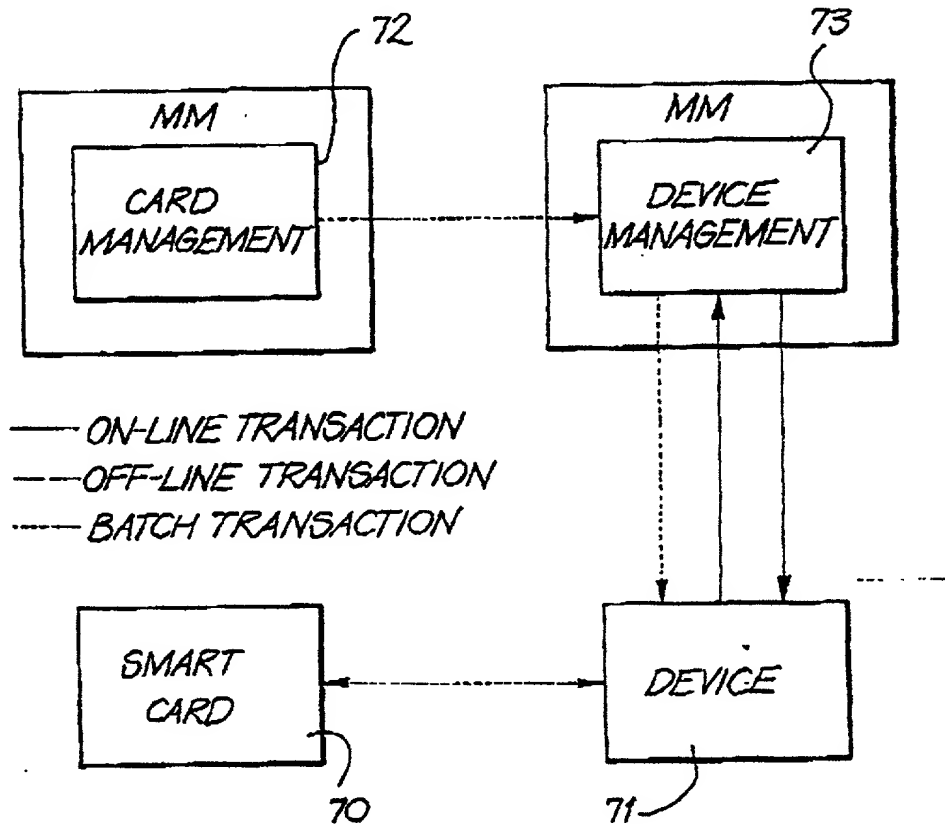 72
73
MM
MM
CARD
MANAGEMENT
DEVICE
MANAGEMENT
ON-LINE TRANSACTION
OFF-LINE TRANSACTION
BATCH TRANSACTION
SMART
CARD
DEVICE
70
71